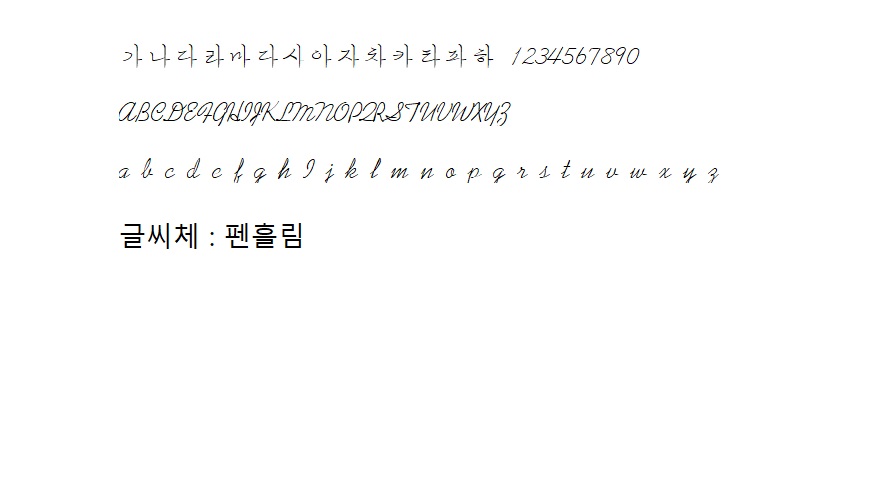 가나다라마다시아자차카타파하 1234567890
ABCDEFGHIJKLMNOPQRSTUVWXYZ
a b c d c f g h I j k l m n o p q r s t u v w x y z
글씨체 : 펜흘림